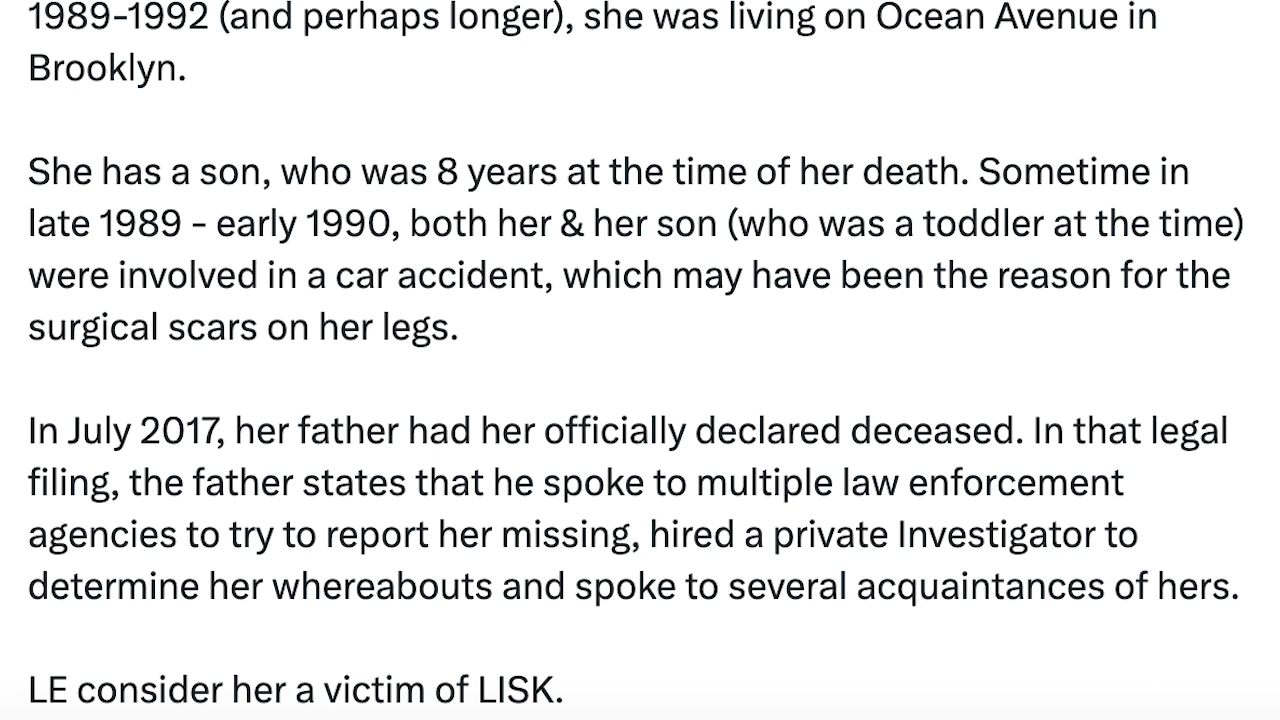 1989-1992 (and perhaps longer), she was living on Ocean Avenue in
Brooklyn.
She has a son, who was 8 years at the time of her death. Sometime in
late 1989 - early 1990, both her & her son (who was a toddler at the time)
were involved in a car accident, which may have been the reason for the
surgical scars on her legs.
In July 2017, her father had her officially declared deceased. In that legal
filing, the father states that he spoke to multiple law enforcement
agencies to try to report her missing, hired a private Investigator to
determine her whereabouts and spoke to several acquaintances of hers.
LE consider her a victim of LISK.